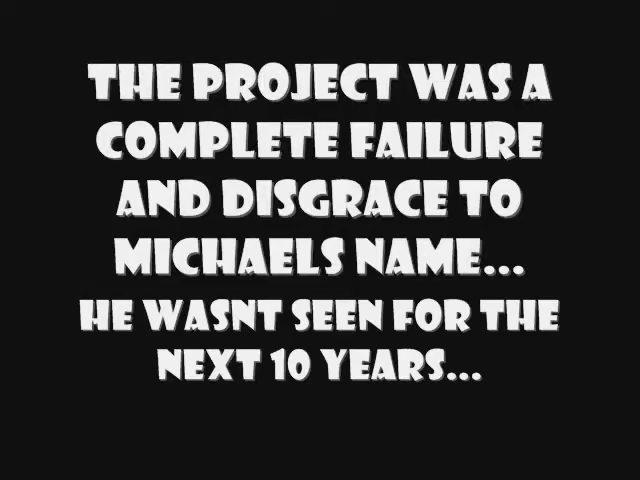 THE PROJECT WAS A
COMPLETE FAILURE
AND DISGRACE TO
MICHAELS NAME...
HE WASNT SEEN FOR THE
NEXT 10 YEARS...